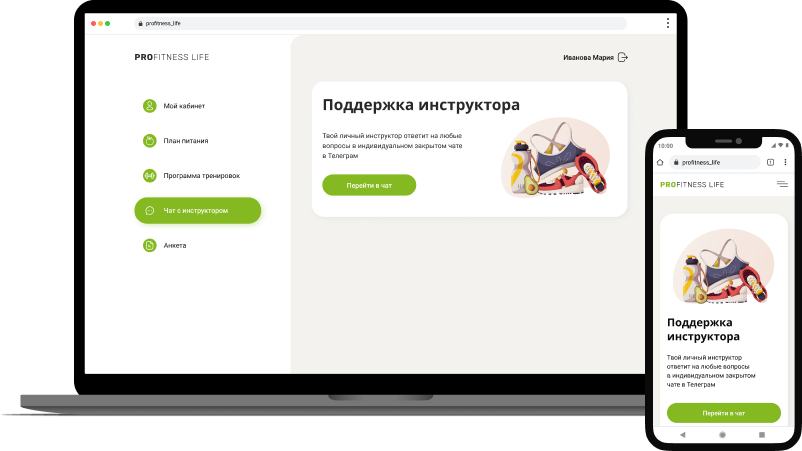 profitness_life
PROFITNESS LIFE
Иванова Мария
Мой кабинет
План питания
Программа тренировок
Чат с инструктором
Анкета
Поддержка инструктора
Твой личный инструктор ответит на любые
вопросы в индивидуальном закрытом чате
в Телеграм
Перейти в чат
10:00
profitness_life
PROFITNESS LIFE
Поддержка
инструктора
Твой личный инструктор
ответит на любые вопросы
в индивидуальном закрытом
чате в Телеграм
Перейти в чат